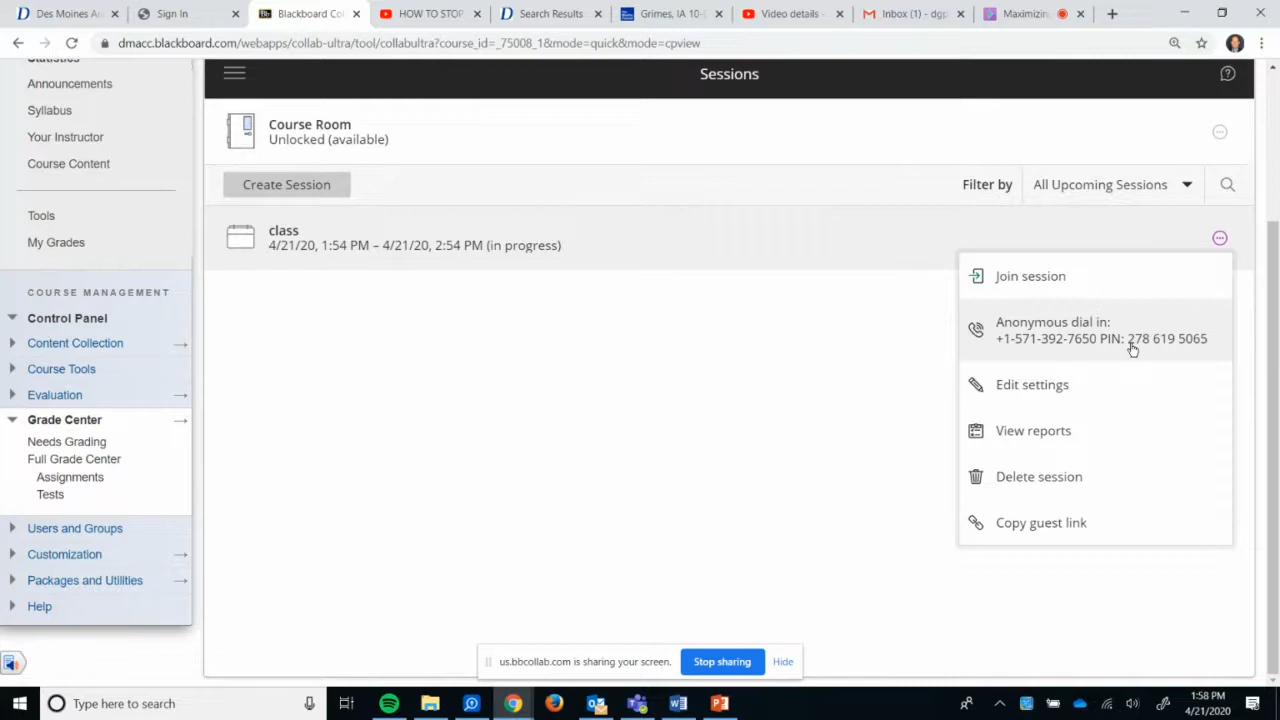 Des Moines A
Sign In
Bb
Blackboard Col
HOW TO STOP
Search Results
Grimes, IA 10-
Video details -
Inbox (1) - dgp
Maximizing
dmacc.blackboard.com/webapps/collab-ultra/tool/collabultra?course_id=_75008_1&mode=quick&mode=cpview
Statistics
Announcements
Syllabus
Your Instructor
Course Content
Tools
My Grades
COURSE MANAGEMENT
Control Panel
Content Collection
Course Tools
Evaluation
Grade Center
Needs Grading
Full Grade Center
Assignments
Tests
Users and Groups
Customization
Packages and Utilities
Help
Sessions
Course Room
Unlocked (available)
Create Session
Filter by
All Upcoming Sessions
class
4/21/20, 1:54 PM – 4/21/20, 2:54 PM (in progress)
Join session
Anonymous dial in:
+1-571-392-7650 PIN: 278 619 5065
Edit settings
View reports
Delete session
Copy guest link
us.bbcollab.com is sharing your screen.
Stop sharing
Hide
Type here to search
1:58 PM
4/21/2020